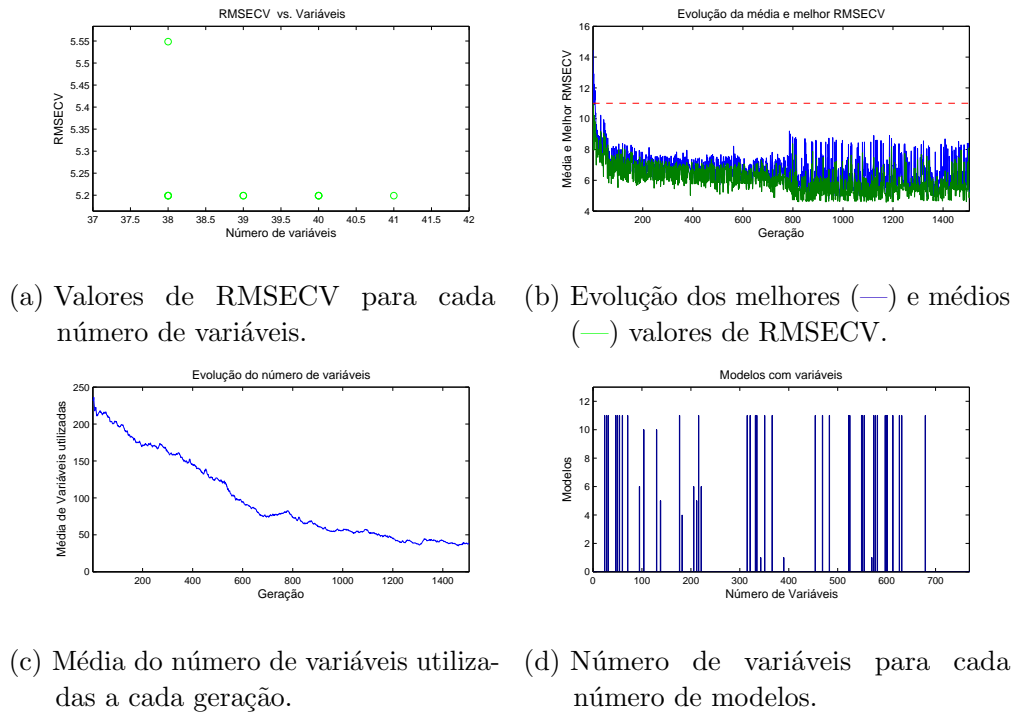 RMSECV vs. Variáveis
5.55
5.5
5.45
5.4
5.35
5.3
5.25
5.2
RMSECV
37 37.5 38 38.5 39 39.5 40 40.5 41 41.5 42
Número de variáveis
Evolução da média e melhor RMSECV
16
14
12
10
8
6
4
Média e Melhor RMSECV
200 400 600 800 1000 1200 1400
Geração
(a) Valores de RMSECV para cada
número de variáveis.
(b) Evolução dos melhores (—) e médios
(—) valores de RMSECV.
Evolução do número de variáveis
250
200
150
100
50
0
Média de Variáveis utilizadas
200 400 600 800 1000 1200 1400
Geração
Modelos com variáveis
12
10
8
6
4
2
0
Modelos
0 100 200 300 400 500 600 700
Número de Variáveis
(c) Média do número de variáveis utiliza-
das a cada geração.
(d) Número de variáveis para cada
número de modelos.